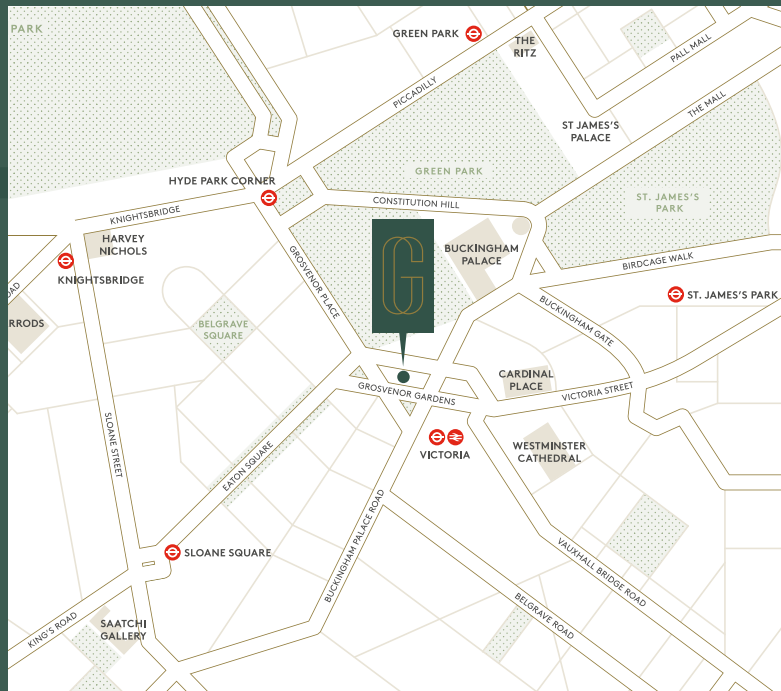 PARK
GREEN PARK
THE
RITZ
PALL MALL
PICCADILLY
THE MALL
ST JAMES'S
PALACE
GREEN PARK
HYDE PARK CORNER
ST. JAMES'S
PARK
CONSTITUTION HILL
KNIGHTSBRIDGE
HARVEY
NICHOLS
GROSVENOR PLACE
G
BUCKINGHAM
PALACE
BIRDCAGE WALK
KNIGHTSBRIDGE
ST. JAMES'S PARK
OAD
RRODS
BELGRAVE
SQUARE
BUCKINGHAM GATE
CARDINAL
PLACE
GROSVENOR GARDENS
VICTORIA STREET
SLOANE STREET
EATON SQUARE
VICTORIA
WESTMINSTER
CATHEDRAL
BUCKINGHAM PALACE ROAD
SLOANE SQUARE
VAUXHALL BRIDGE ROAD
BELGRAVE ROAD
KING'S ROAD
SAATCHI
GALLERY